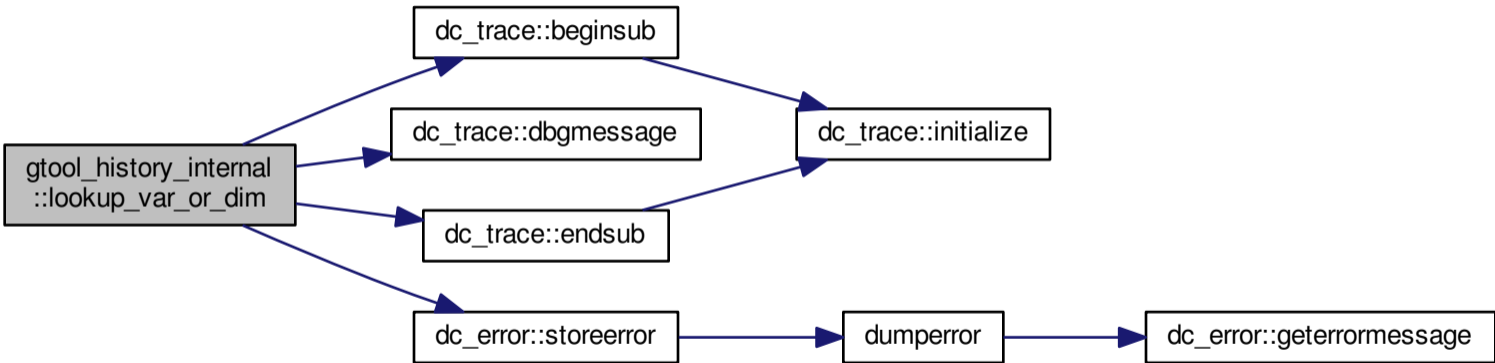 dc_trace::beginsub
dc_trace::dbgmessage
dc_trace::initialize
gtool_history_internal
::lookup_var_or_dim
dc_trace::endsub
dc_error::storeerror
dumperror
dc_error::geterrormessage